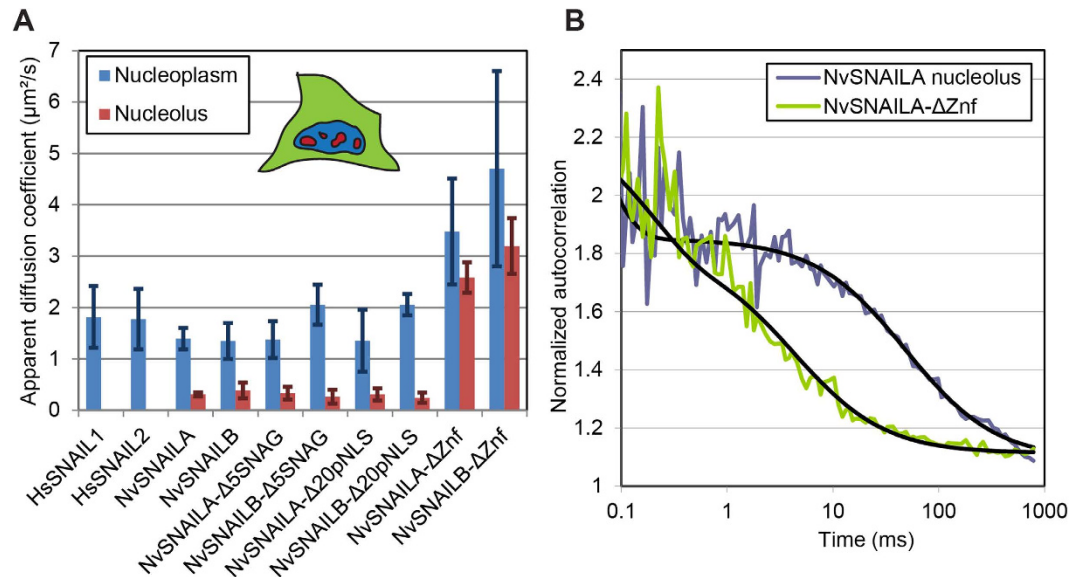 A
Apparent diffusion coefficient (µm²/s)
7
6
5
4
3
2
1
0
Nucleoplasm
Nucleolus
HsSNAIL1
HsSNAIL2
NvSNAILA
NvSNAILB
NvSNAILA-Δ5SNAG
NvSNAILB-Δ5SNAG
NvSNAILA-Δ20pNLS
NvSNAILB-Δ20pNLS
NvSNAILA-ΔZnf
NvSNAILB-ΔZnf
B
Normalized autocorrelation
2.4
2.2
2
1.8
1.6
1.4
1.2
1
NvSNAILA nucleolus
NvSNAILA-ΔZnf
0.1 1 10 100 1000
Time (ms)